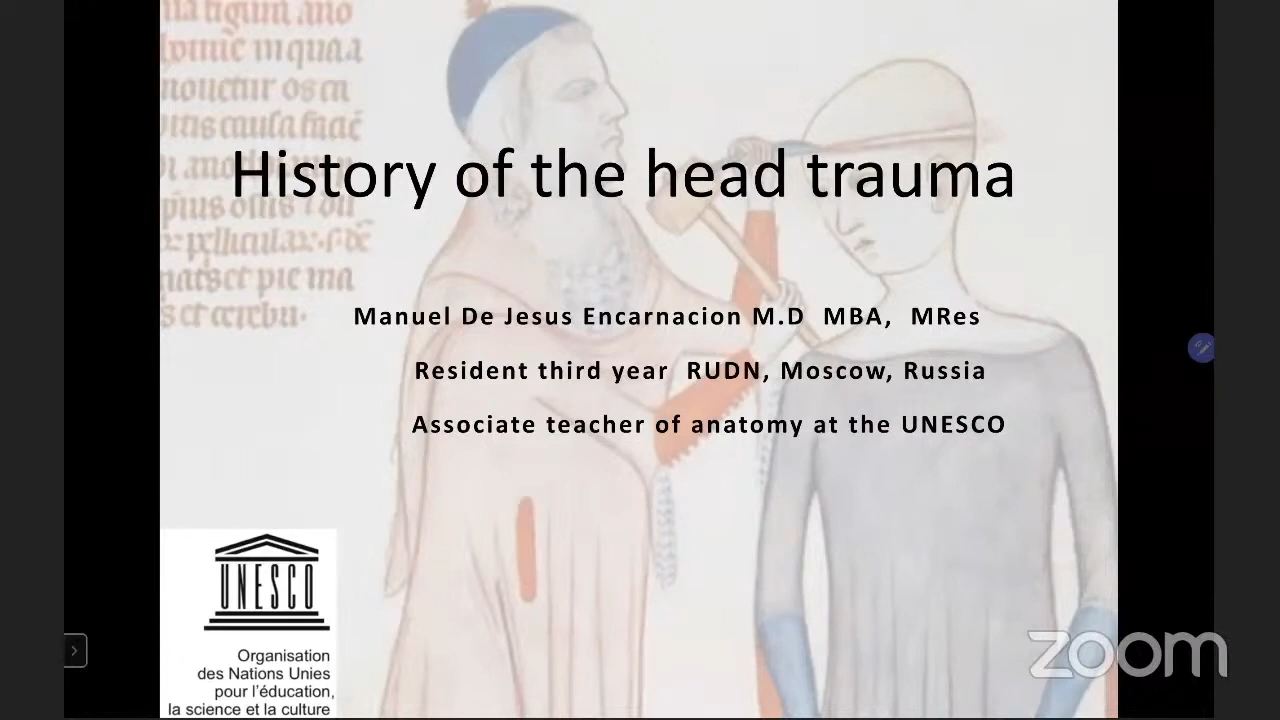 History of the head trauma
Manuel De Jesus Encarnacion M.D MBA, MRes
Resident third year RUDN, Moscow, Russia
Associate teacher of anatomy at the UNESCO
UNESCO
Organisation
des Nations Unies
pour l'éducation,
la science et la culture
zoom